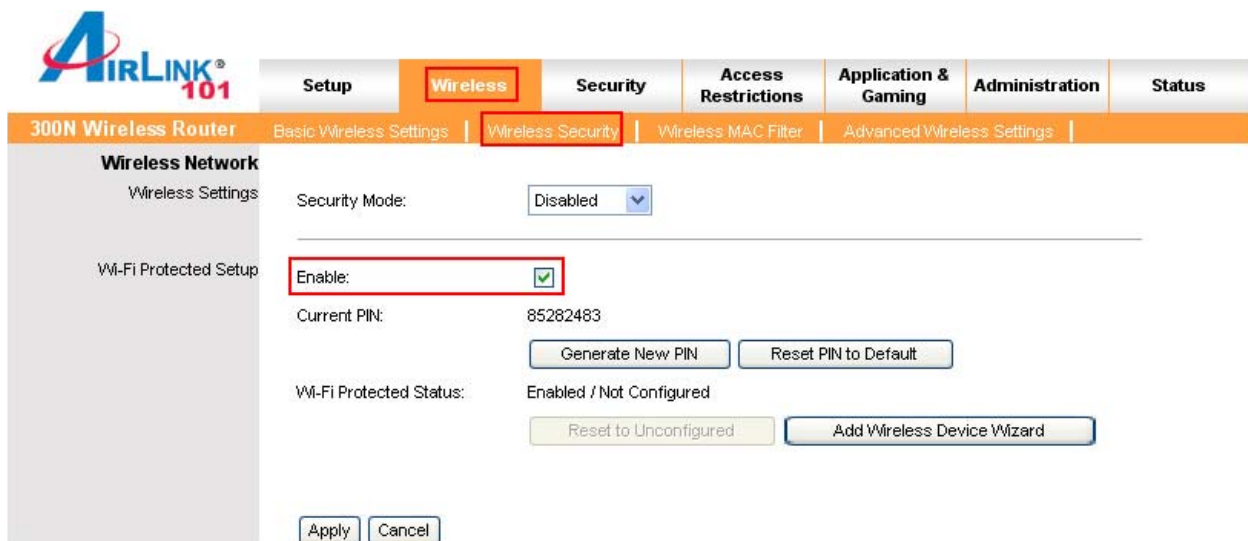 AIRLINK®
101
Setup
Wireless
Security
Access
Restrictions
Application &
Gaming
Administration
Status
300N Wireless Router
Basic Wireless Settings | Wireless Security | Wireless MAC Filter | Advanced Wireless Settings |
Wireless Network
Wireless Settings
Security Mode: Disabled
Wi-Fi Protected Setup
Enable:
Current PIN: 85282483
Generate New PIN Reset PIN to Default
Wi-Fi Protected Status: Enabled / Not Configured
Reset to Unconfigured Add Wireless Device Wizard
Apply Cancel